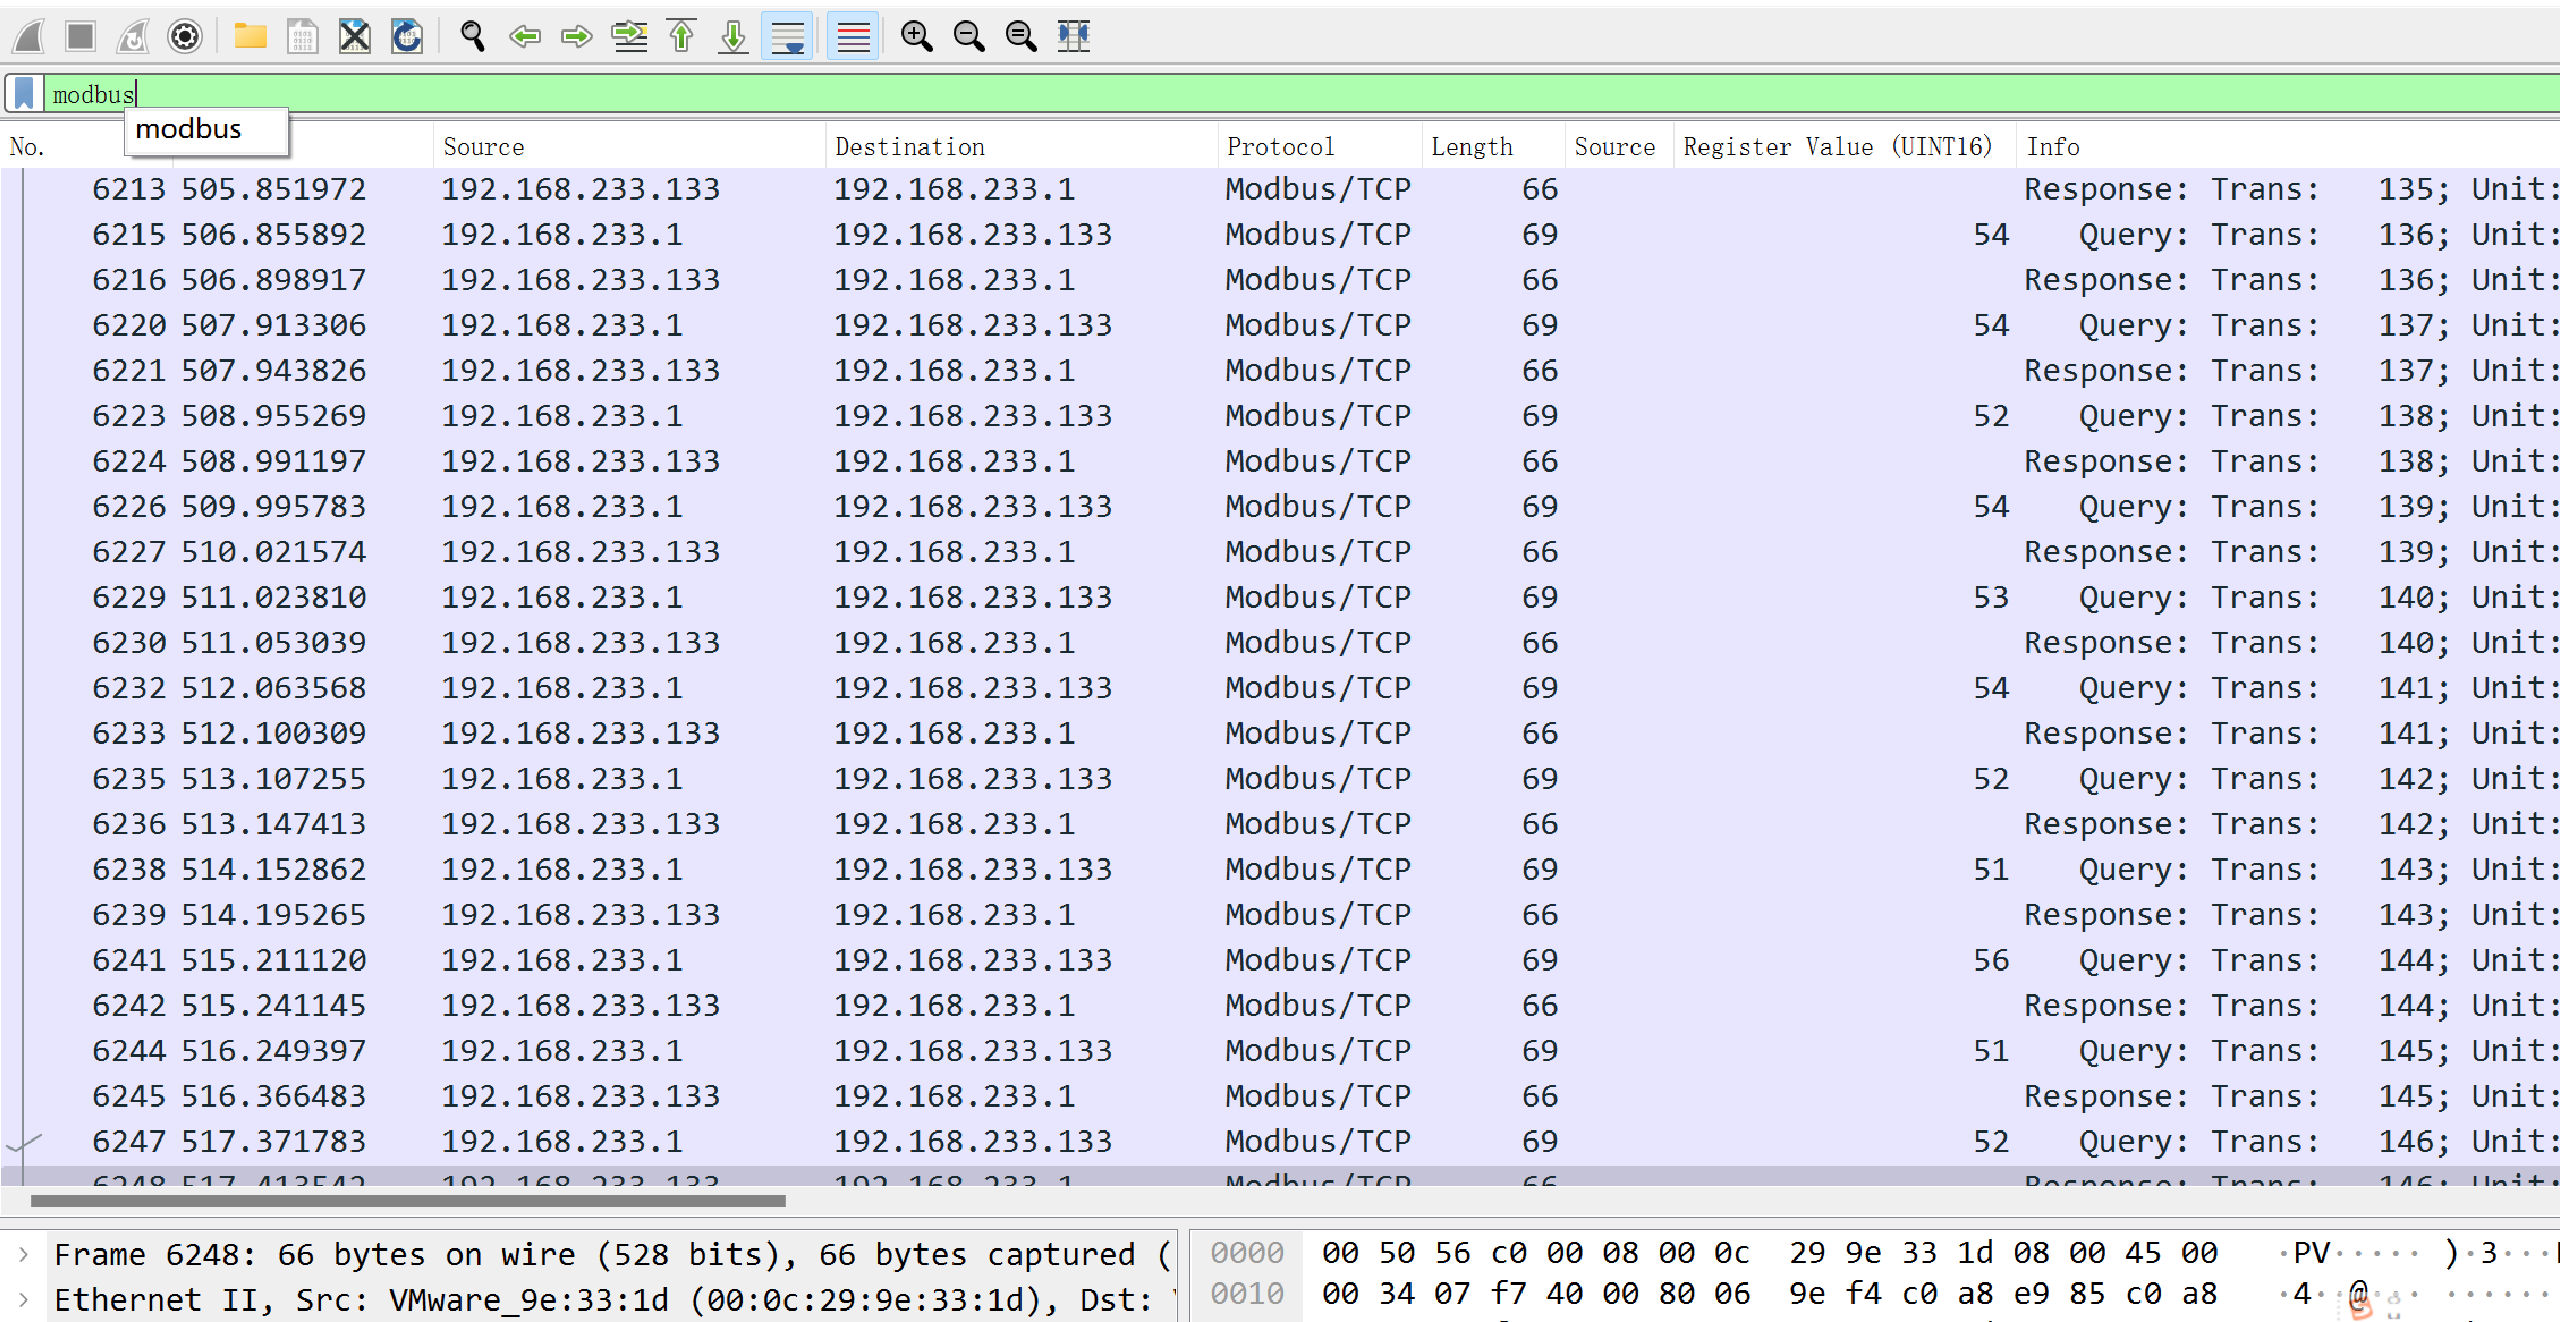 modbus
modbus
No. Source Destination Protocol Length Source Register Value (UINT16) Info
6213 505.851972 192.168.233.133 192.168.233.1 Modbus/TCP 66 Response: Trans: 135; Unit:
6215 506.855892 192.168.233.1 192.168.233.133 Modbus/TCP 69 54 Query: Trans: 136; Unit:
6216 506.898917 192.168.233.133 192.168.233.1 Modbus/TCP 66 Response: Trans: 136; Unit:
6220 507.913306 192.168.233.1 192.168.233.133 Modbus/TCP 69 54 Query: Trans: 137; Unit:
6221 507.943826 192.168.233.133 192.168.233.1 Modbus/TCP 66 Response: Trans: 137; Unit:
6223 508.955269 192.168.233.1 192.168.233.133 Modbus/TCP 69 52 Query: Trans: 138; Unit:
6224 508.991197 192.168.233.133 192.168.233.1 Modbus/TCP 66 Response: Trans: 138; Unit:
6226 509.995783 192.168.233.1 192.168.233.133 Modbus/TCP 69 54 Query: Trans: 139; Unit:
6227 510.021574 192.168.233.133 192.168.233.1 Modbus/TCP 66 Response: Trans: 139; Unit:
6229 511.023810 192.168.233.1 192.168.233.133 Modbus/TCP 69 53 Query: Trans: 140; Unit:
6230 511.053039 192.168.233.133 192.168.233.1 Modbus/TCP 66 Response: Trans: 140; Unit:
6232 512.063568 192.168.233.1 192.168.233.133 Modbus/TCP 69 54 Query: Trans: 141; Unit:
6233 512.100309 192.168.233.133 192.168.233.1 Modbus/TCP 66 Response: Trans: 141; Unit:
6235 513.107255 192.168.233.1 192.168.233.133 Modbus/TCP 69 52 Query: Trans: 142; Unit:
6236 513.147413 192.168.233.133 192.168.233.1 Modbus/TCP 66 Response: Trans: 142; Unit:
6238 514.152862 192.168.233.1 192.168.233.133 Modbus/TCP 69 51 Query: Trans: 143; Unit:
6239 514.195265 192.168.233.133 192.168.233.1 Modbus/TCP 66 Response: Trans: 143; Unit:
6241 515.211120 192.168.233.1 192.168.233.133 Modbus/TCP 69 56 Query: Trans: 144; Unit:
6242 515.241145 192.168.233.133 192.168.233.1 Modbus/TCP 66 Response: Trans: 144; Unit:
6244 516.249397 192.168.233.1 192.168.233.133 Modbus/TCP 69 51 Query: Trans: 145; Unit:
6245 516.366483 192.168.233.133 192.168.233.1 Modbus/TCP 66 Response: Trans: 145; Unit:
6247 517.371783 192.168.233.1 192.168.233.133 Modbus/TCP 69 52 Query: Trans: 146; Unit:
6248 517.413542 192.168.233.133 192.168.233.1 Modbus/TCP 66 Response: Trans: 146; Unit:
Frame 6248: 66 bytes on wire (528 bits), 66 bytes captured (
Ethernet II, Src: VMware_9e:33:1d (00:0c:29:9e:33:1d), Dst:
0000 00 50 56 c0 00 08 00 0c 29 9e 33 1d 08 00 45 00 ·PV····· )·3···
0010 00 34 07 f7 40 00 80 06 9e f4 c0 a8 e9 85 c0 a8 ·4··@··· ······